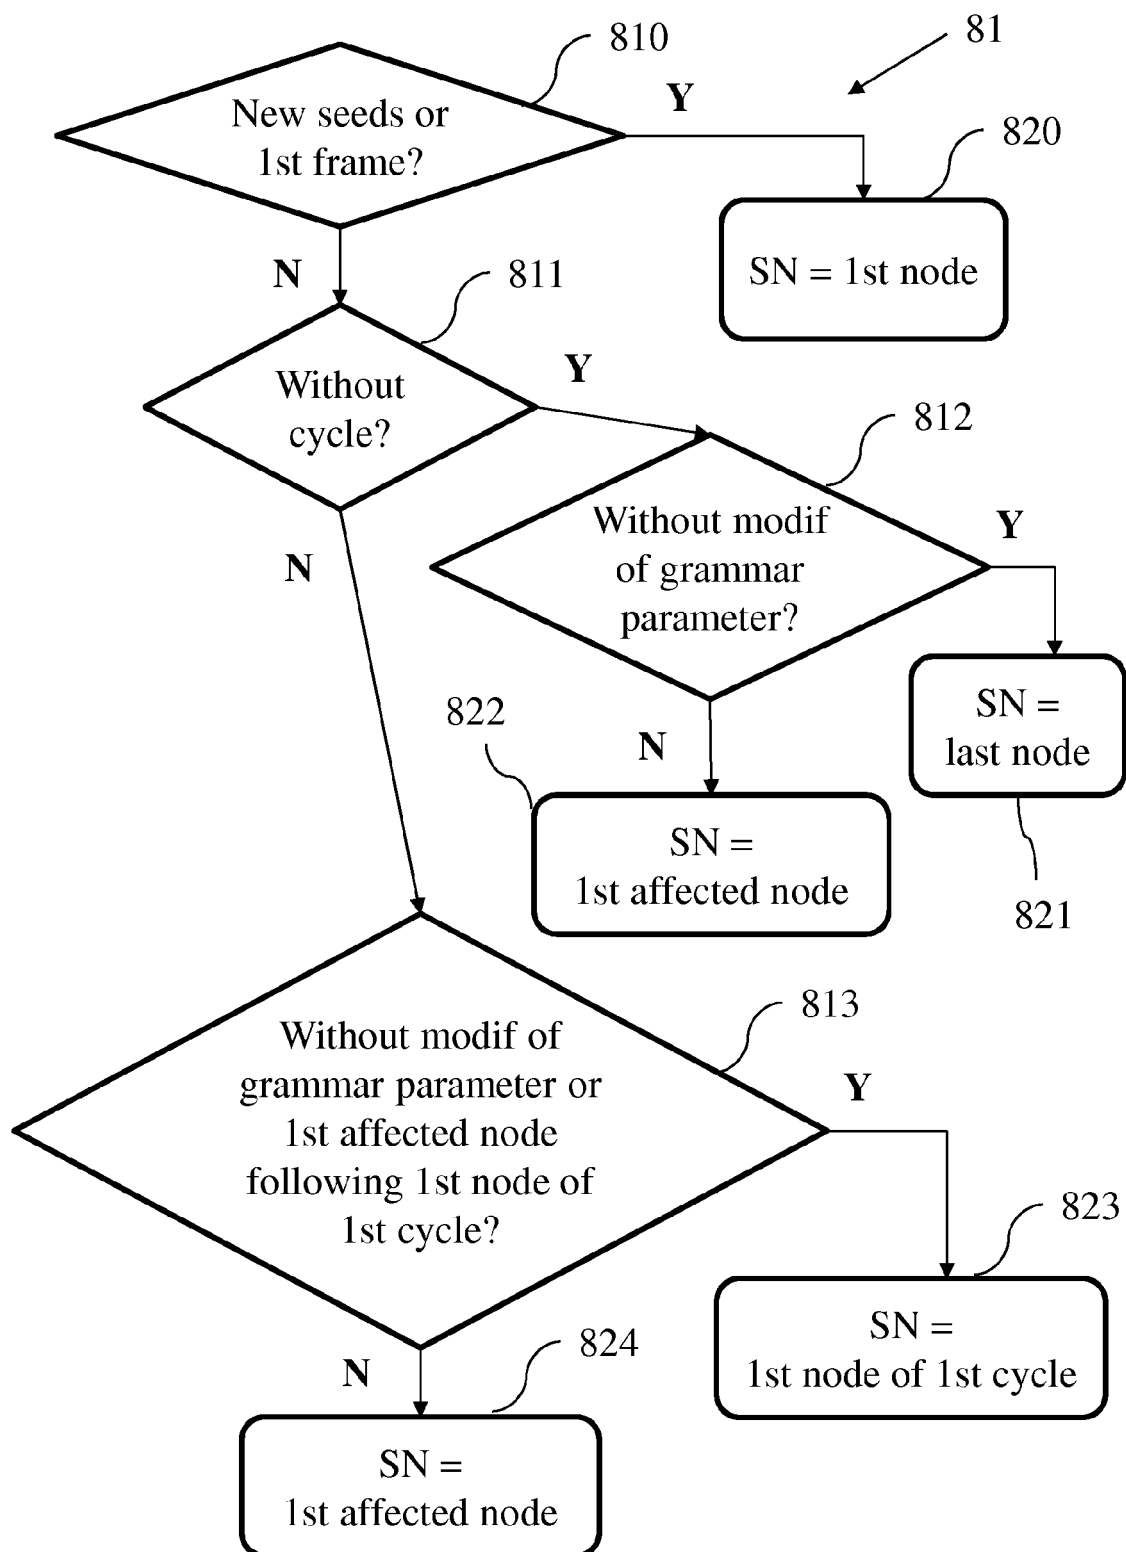 810
81
New seeds or
1st frame?
Y
820
SN = 1st node
N
811
Without
cycle?
Y
812
Without modif
of grammar
parameter?
Y
N
SN =
last node
821
822
N
SN =
1st affected node
813
Without modif of
grammar parameter or
1st affected node
following 1st node of
1st cycle?
Y
823
SN =
1st node of 1st cycle
N
824
SN =
1st affected node